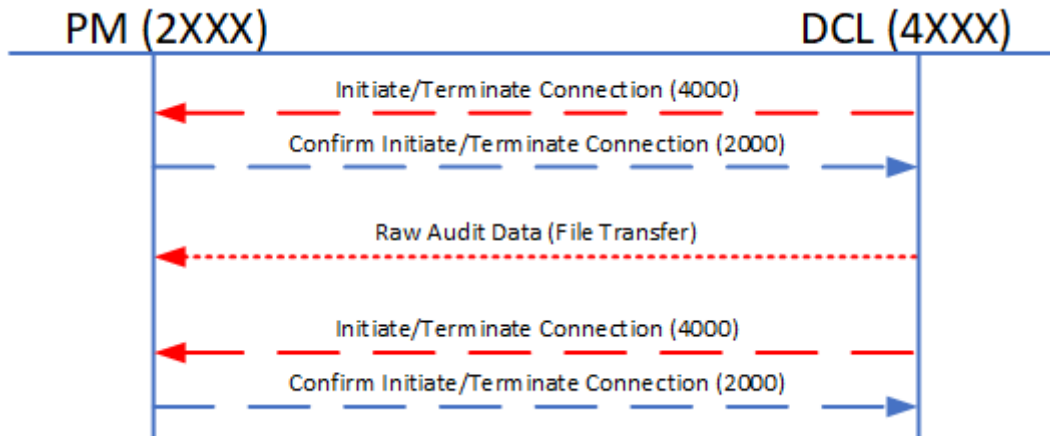 PM (2XXX)
DCL (4XXX)
Initiate/Terminate Connection (4000)
Confirm Initiate/Terminate Connection (2000)
Raw Audit Data (File Transfer)
Initiate/Terminate Connection (4000)
Confirm Initiate/Terminate Connection (2000)